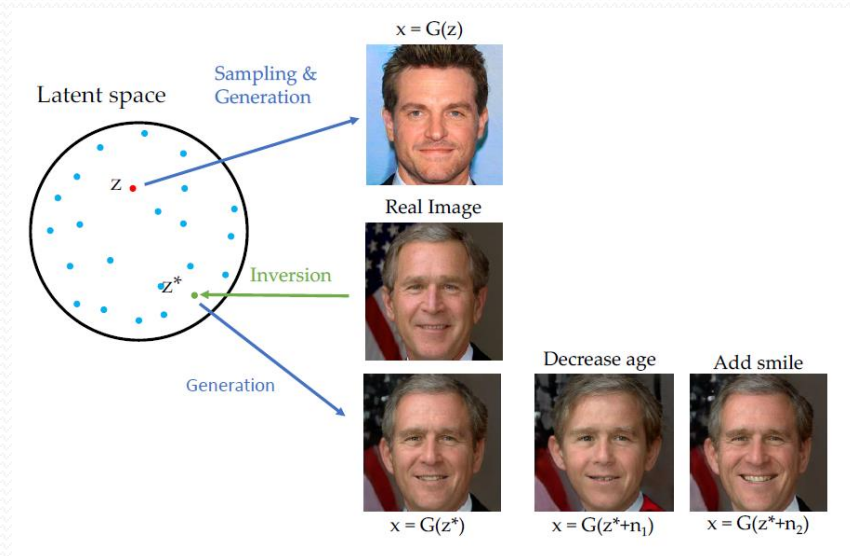 x = G(z)
Sampling &
Generation
Latent space
z
Real Image
Inversion
z*
Generation
Decrease age
Add smile
x = G(z*)
x = G(z*+n₁)
x = G(z*+n₂)